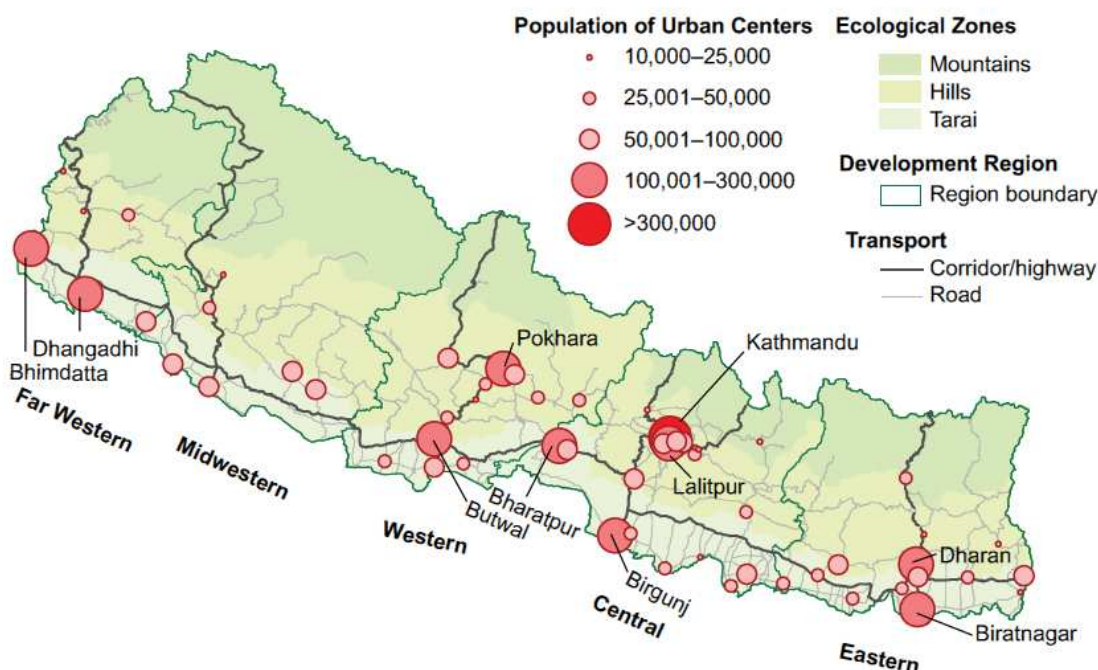 Population of Urban Centers
10,000–25,000
25,001–50,000
50,001–100,000
100,001–300,000
>300,000
Ecological Zones
Mountains
Hills
Tarai
Development Region
Region boundary
Transport
Corridor/highway
Road
Pokhara
Kathmandu
Dhangadhi
Bhimdatta
Far Western
Midwestern
Western
Bharatpur
Butwal
Lalitpur
Birgunj
Central
Dharan
Biratnagar
Eastern